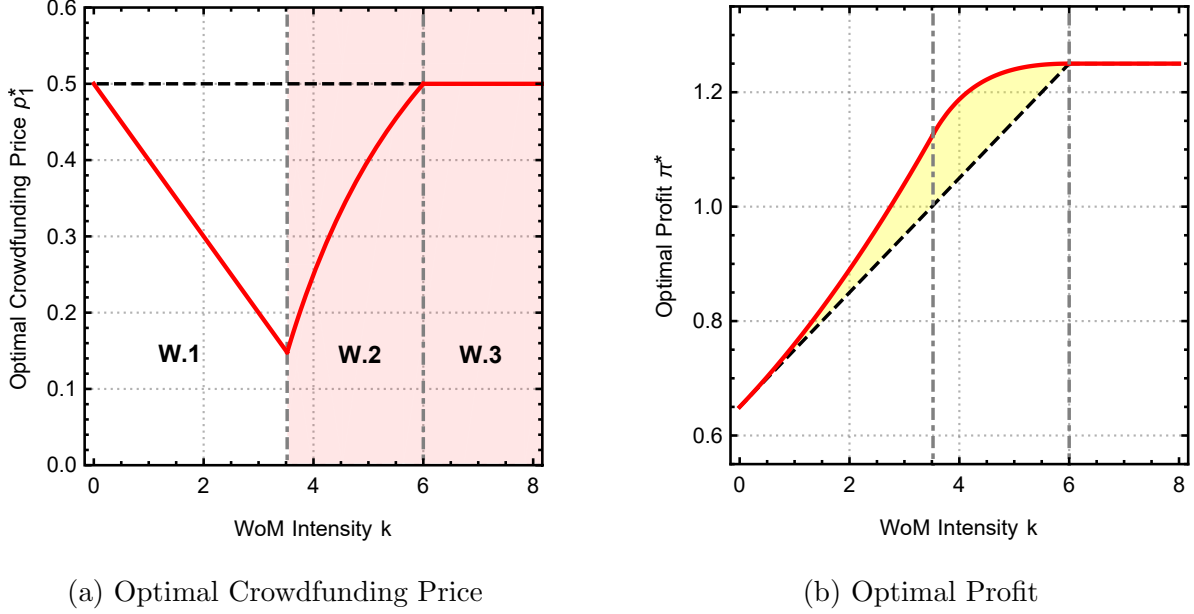 Optimal Crowdfunding Price p₁*
0.6
0.5
0.4
0.3
0.2
0.1
0.0
W.1
W.2
W.3
0
2
4
6
8
WoM Intensity k
(a) Optimal Crowdfunding Price
Optimal Profit π*
1.2
1.0
0.8
0.6
0
2
4
6
8
WoM Intensity k
(b) Optimal Profit